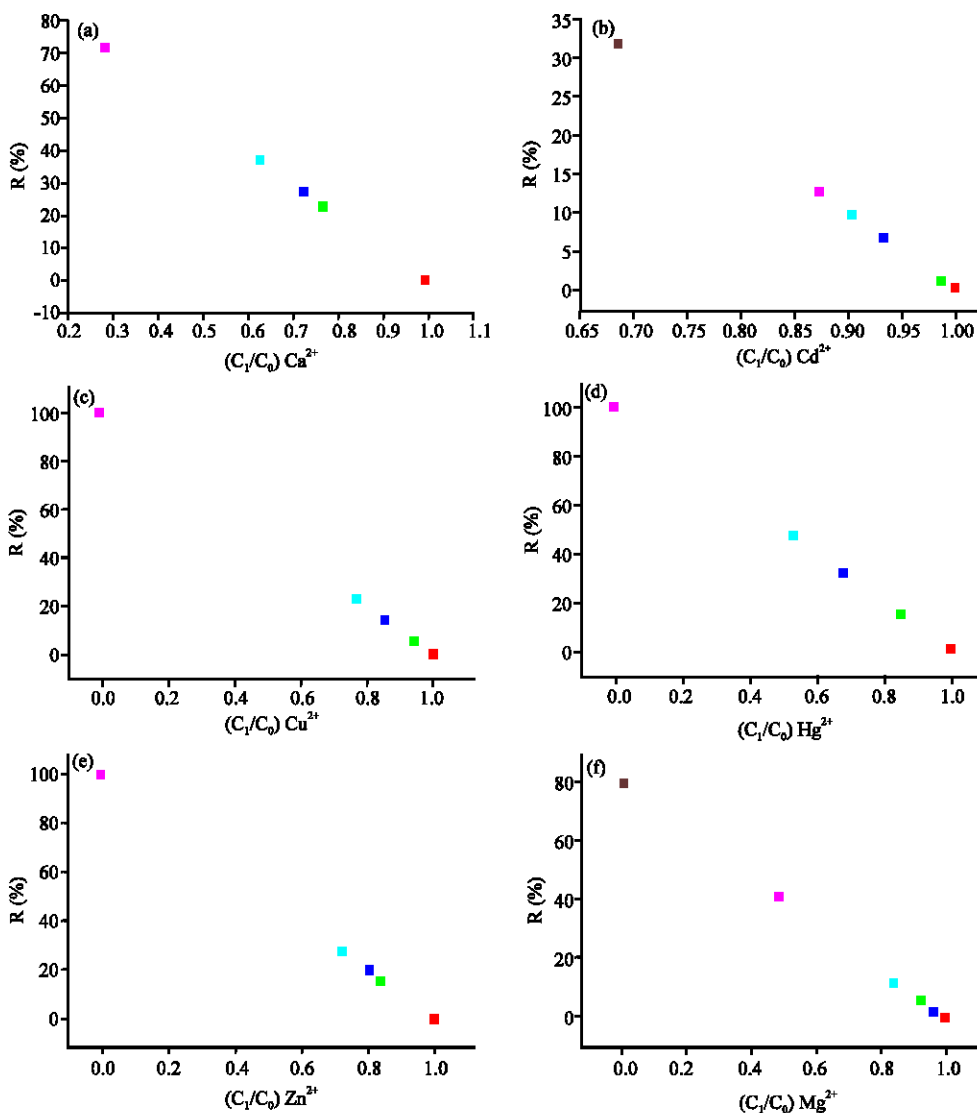 (a)
80
70
60
50
40
30
20
10
0
-10
R (%)
0.2 0.3 0.4 0.5 0.6 0.7 0.8 0.9 1.0 1.1
(C₁/C₀) Ca²⁺
(b)
35
30
25
20
15
10
5
0
R (%)
0.65 0.70 0.75 0.80 0.85 0.90 0.95 1.00
(C₁/C₀) Cd²⁺
(c)
100
80
60
40
20
0
R (%)
0.0 0.2 0.4 0.6 0.8 1.0
(C₁/C₀) Cu²⁺
(d)
100
80
60
40
20
0
R (%)
0.0 0.2 0.4 0.6 0.8 1.0
(C₁/C₀) Hg²⁺
(e)
100
80
60
40
20
0
R (%)
0.0 0.2 0.4 0.6 0.8 1.0
(C₁/C₀) Zn²⁺
(f)
80
60
40
20
0
R (%)
0.0 0.2 0.4 0.6 0.8 1.0
(C₁/C₀) Mg²⁺